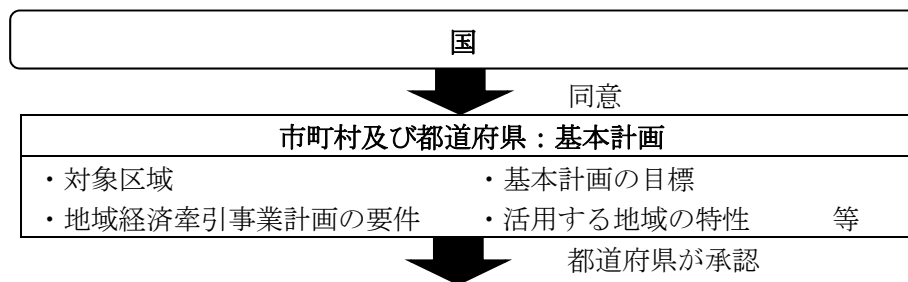 国
同意
市町村及び都道府県：基本計画
・対象区域　・基本計画の目標
・地域経済牽引事業計画の要件　・活用する地域の特性　等
都道府県が承認